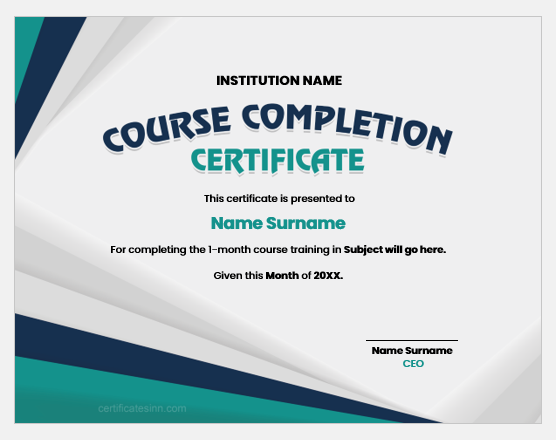 INSTITUTION NAME
COURSE COMPLETION
CERTIFICATE
This certificate is presented to
Name Surname
For completing the 1-month course training in Subject will go here.
Given this Month of 20XX.
Name Surname
CEO
certificatesinn.com